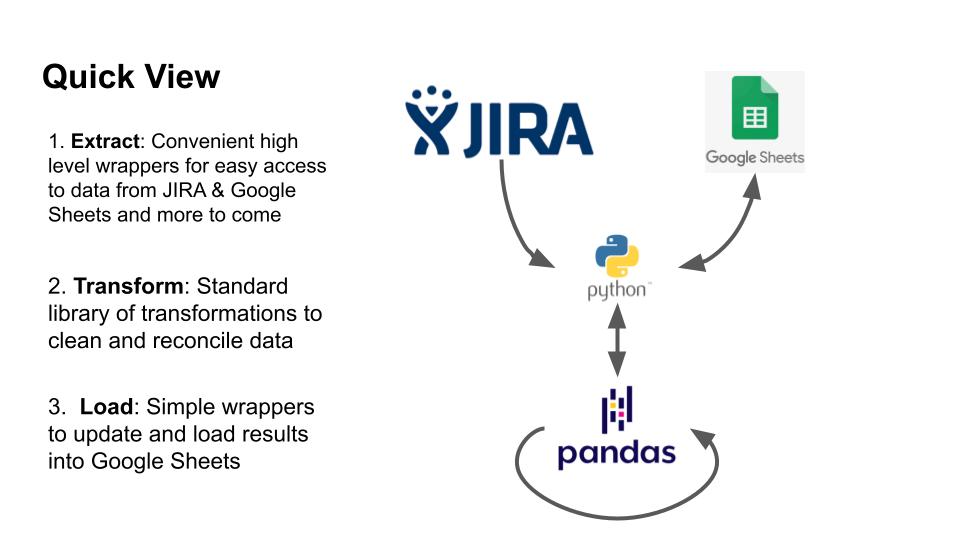 Quick View
1. Extract: Convenient high
level wrappers for easy access
to data from JIRA & Google
Sheets and more to come
2. Transform: Standard
library of transformations to
clean and reconcile data
3. Load: Simple wrappers
to update and load results
into Google Sheets
JIRA
Google Sheets
python™
pandas